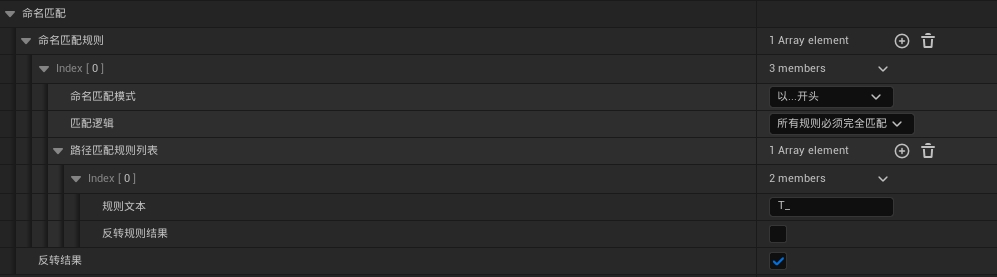 命名匹配
命名匹配规则 1 Array element
Index [ 0 ] 3 members
命名匹配模式 以...开头
匹配逻辑 所有规则必须完全匹配
路径匹配规则列表 1 Array element
Index [ 0 ] 2 members
规则文本 T_
反转规则结果
反转结果